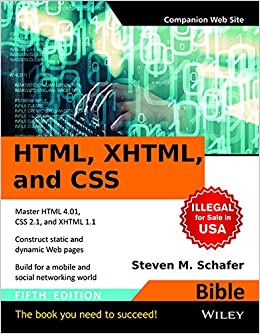 Companion Web Site
HTML, XHTML,
and CSS
Master HTML 4.01,
CSS 2.1, and XHTML 1.1
Construct static and
dynamic Web pages
Build for a mobile and
social networking world
ILLEGAL
for Sale in
USA
Steven M. Schafer
FIFTH EDITION
Bible
The book you need to succeed!
WILEY